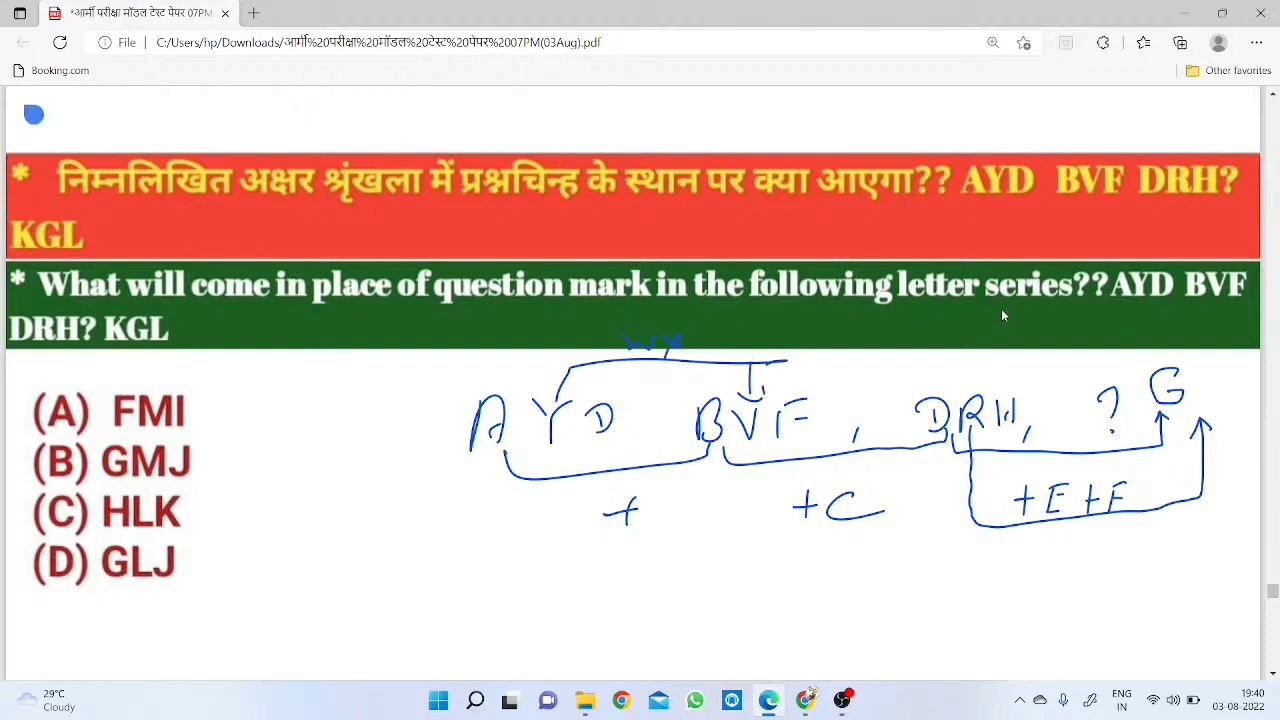 *आर्मी परीक्षा मॉडल टेस्ट पेपर 07PM
File C:/Users/hp/Downloads/आर्मी%20परीक्षा%20मॉडल%20टेस्ट%20पेपर%2007PM(03Aug).pdf
Booking.com
Other favorites
* निम्नलिखित अक्षर श्रृंखला में प्रश्नचिन्ह के स्थान पर क्या आएगा?? AYD BVF DRH?
KGL
* What will come in place of question mark in the following letter series?? AYD BVF
DRH? KGL
WX
AYD BVF, DRH, ? G
+ +C +E+F
(A) FMI
(B) GMJ
(C) HLK
(D) GLJ
29°C
Cloudy
ENG
IN
19:40
03-08-2022